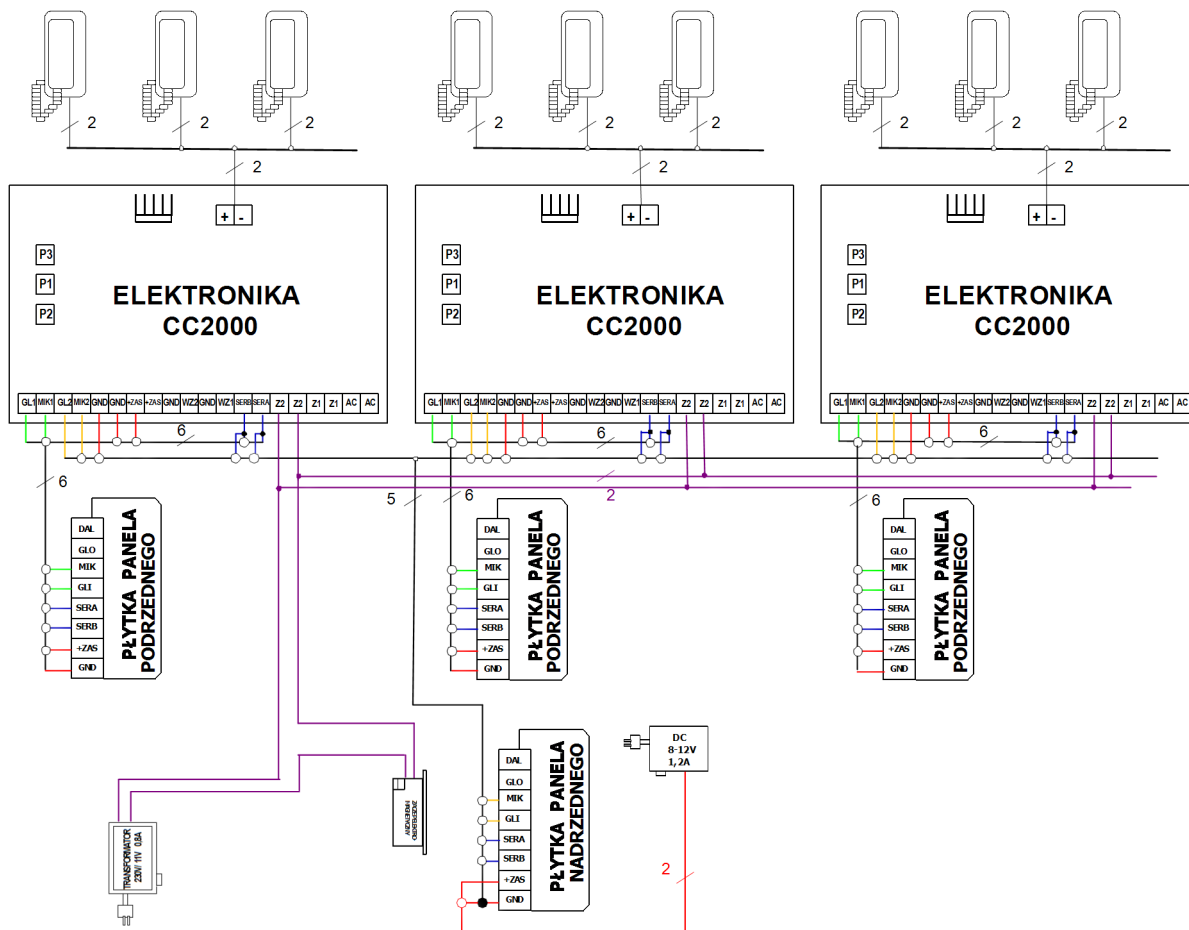 2 2 2 2 2 2 2 2 2
2 2 2
+ - + - + -
P3 P3 P3
P1 P1 P1
P2 P2 P2
ELEKTRONIKA ELEKTRONIKA ELEKTRONIKA
CC2000 CC2000 CC2000
GL1 MIK1 GL2 MIK2 GND GND +ZAS +ZAS GND WZ2 GND WZ1 SERB SERA Z2 Z2 Z1 Z1 AC AC
GL1 MIK1 GL2 MIK2 GND GND +ZAS +ZAS GND WZ2 GND WZ1 SERB SERA Z2 Z2 Z1 Z1 AC AC
GL1 MIK1 GL2 MIK2 GND GND +ZAS +ZAS GND WZ2 GND WZ1 SERB SERA Z2 Z2 Z1 Z1 AC AC
6 6 6
6 5 6 2 6
DAL
GLO
MIK
GLI
SERA
SERB
+ZAS
GND
PŁYTKA PANELA
PODRZEDNEGO
DAL
GLO
MIK
GLI
SERA
SERB
+ZAS
GND
PŁYTKA PANELA
PODRZEDNEGO
DAL
GLO
MIK
GLI
SERA
SERB
+ZAS
GND
PŁYTKA PANELA
PODRZEDNEGO
TRANSFORMATOR
230V/ 11V 0,8A
DAL
GLO
MIK
GLI
SERA
SERB
+ZAS
GND
PŁYTKA PANELA
NADRZEDNEGO
DC
8-12V
1,2A
2